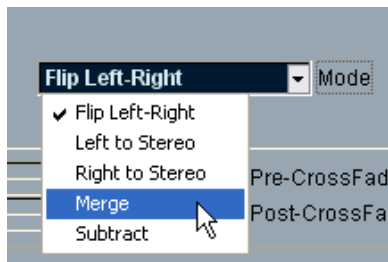 Flip Left-Right Mode
✓ Flip Left-Right
Left to Stereo
Right to Stereo
Merge
Subtract
Pre-CrossFad
Post-CrossFa